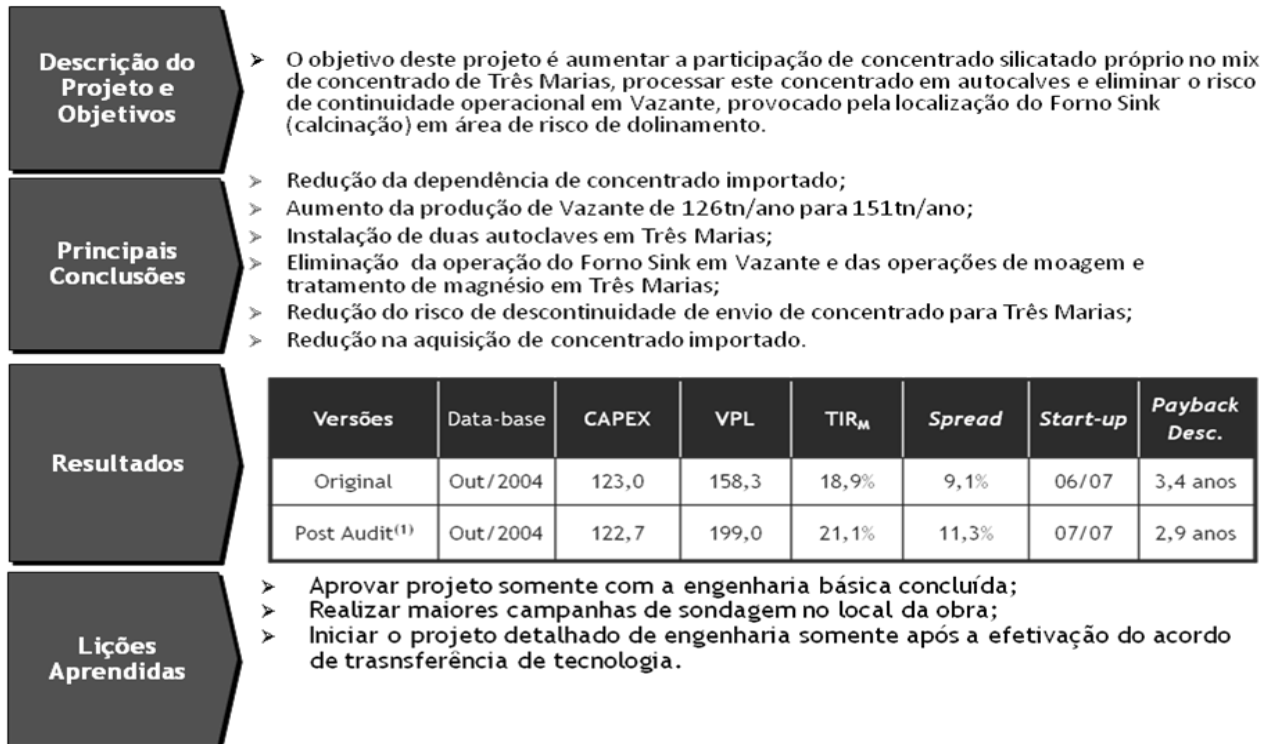 Descrição do
Projeto e
Objetivos
➤ O objetivo deste projeto é aumentar a participação de concentrado silicatado próprio no mix
de concentrado de Três Marias, processar este concentrado em autocalves e eliminar o risco
de continuidade operacional em Vazante, provocado pela localização do Forno Sink
(calcinação) em área de risco de dolinamento.
Principais
Conclusões
➤ Redução da dependência de concentrado importado;
➤ Aumento da produção de Vazante de 126tn/ano para 151tn/ano;
➤ Instalação de duas autoclaves em Três Marias;
➤ Eliminação da operação do Forno Sink em Vazante e das operações de moagem e
tratamento de magnésio em Três Marias;
➤ Redução do risco de descontinuidade de envio de concentrado para Três Marias;
➤ Redução na aquisição de concentrado importado.
Resultados
Versões Data-base CAPEX VPL TIR_M Spread Start-up Payback Desc.
Original Out/2004 123,0 158,3 18,9% 9,1% 06/07 3,4 anos
Post Audit(1) Out/2004 122,7 199,0 21,1% 11,3% 07/07 2,9 anos
Lições
Aprendidas
➤ Aprovar projeto somente com a engenharia básica concluída;
➤ Realizar maiores campanhas de sondagem no local da obra;
➤ Iniciar o projeto detalhado de engenharia somente após a efetivação do acordo
de trasnsferência de tecnologia.